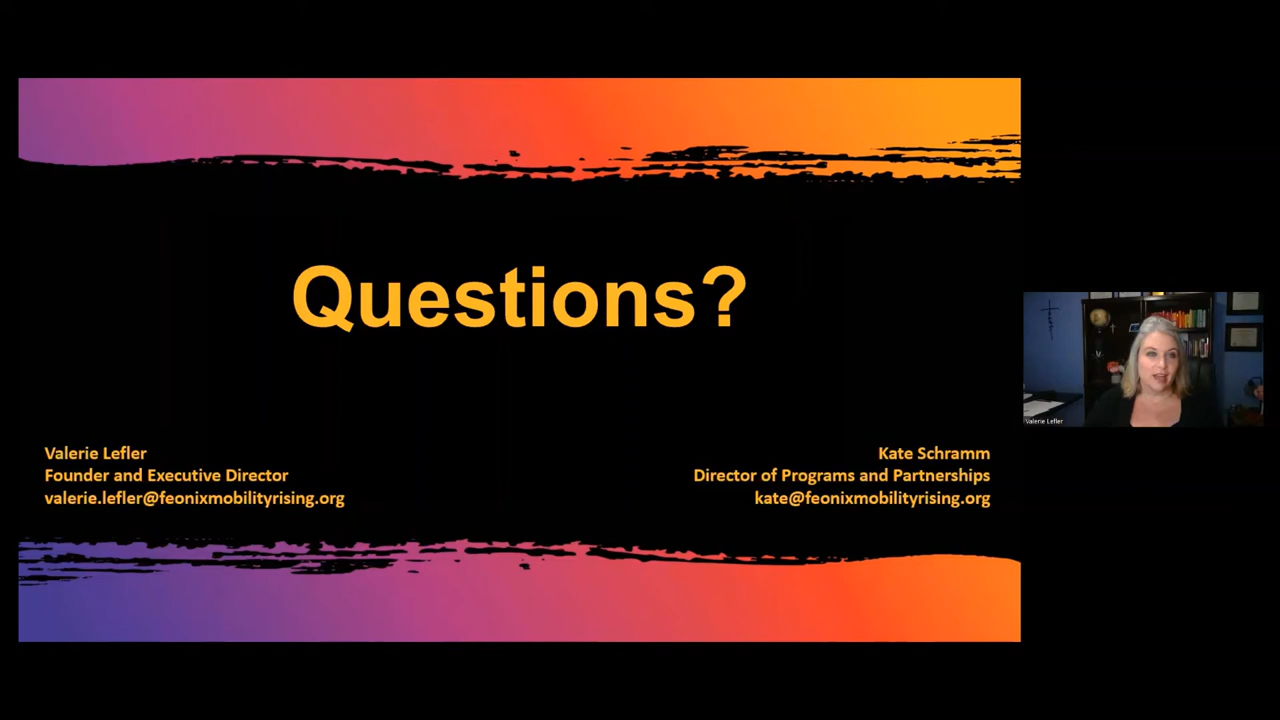 Questions?
Valerie Lefler
Founder and Executive Director
valerie.lefler@feonixmobilityrising.org
Kate Schramm
Director of Programs and Partnerships
kate@feonixmobilityrising.org
Valerie Lefler